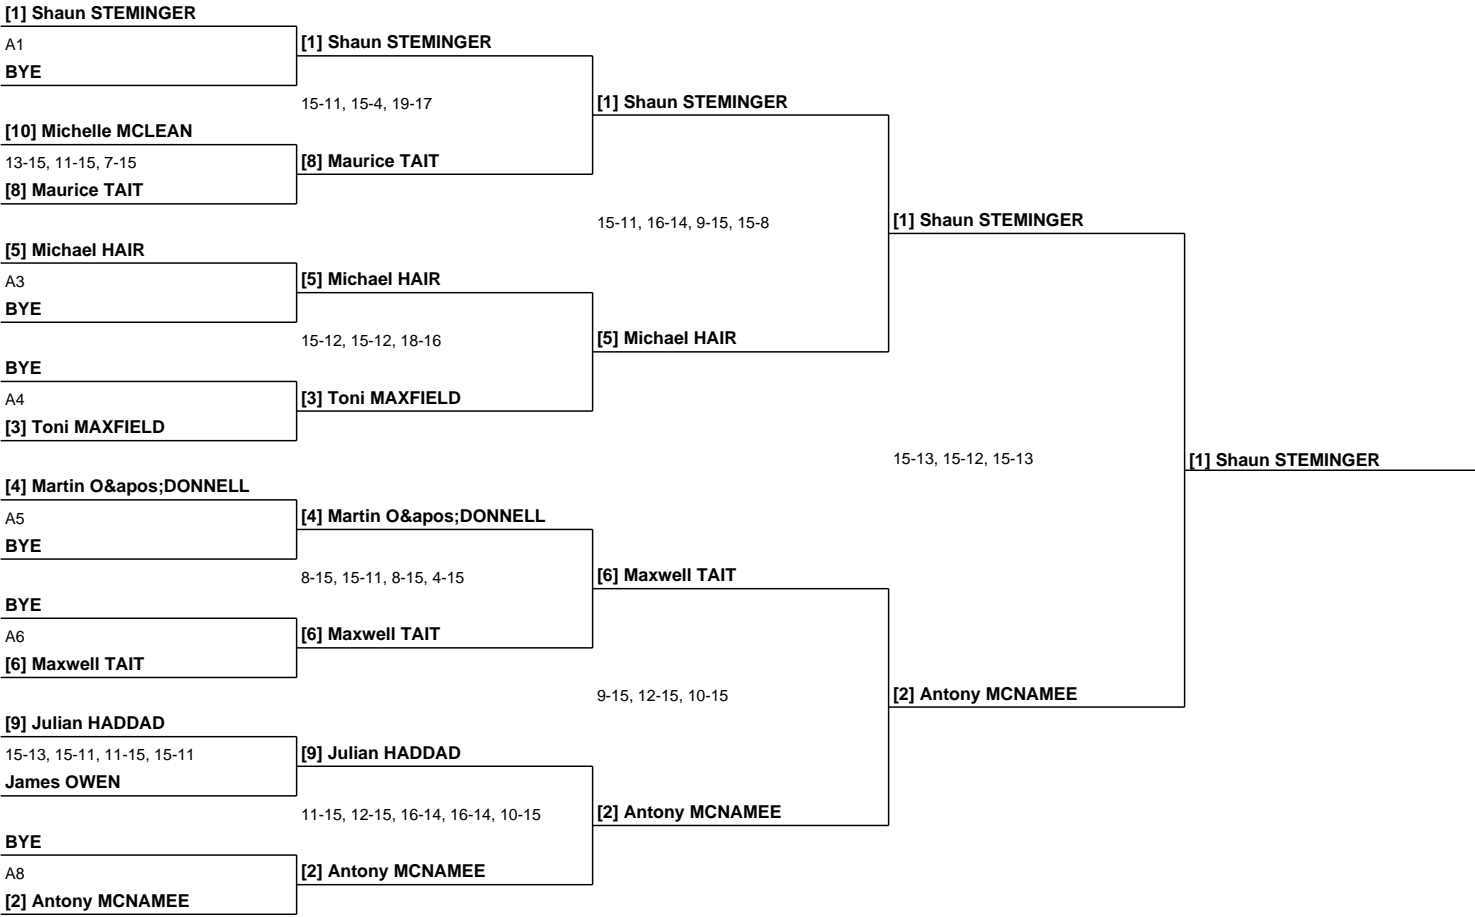 [1] Shaun STEMINGER
A1
BYE
[10] Michelle MCLEAN
13-15, 11-15, 7-15
[8] Maurice TAIT
[5] Michael HAIR
A3
BYE
BYE
A4
[3] Toni MAXFIELD
[4] Martin O&apos;DONNELL
A5
BYE
BYE
A6
[6] Maxwell TAIT
[9] Julian HADDAD
15-13, 15-11, 11-15, 15-11
James OWEN
BYE
A8
[2] Antony MCNAMEE
[1] Shaun STEMINGER
15-11, 15-4, 19-17
[8] Maurice TAIT
[5] Michael HAIR
15-12, 15-12, 18-16
[3] Toni MAXFIELD
[4] Martin O&apos;DONNELL
8-15, 15-11, 8-15, 4-15
[6] Maxwell TAIT
[9] Julian HADDAD
11-15, 12-15, 16-14, 16-14, 10-15
[2] Antony MCNAMEE
[1] Shaun STEMINGER
15-11, 16-14, 9-15, 15-8
[5] Michael HAIR
[6] Maxwell TAIT
9-15, 12-15, 10-15
[2] Antony MCNAMEE
[1] Shaun STEMINGER
15-13, 15-12, 15-13
[2] Antony MCNAMEE
[1] Shaun STEMINGER